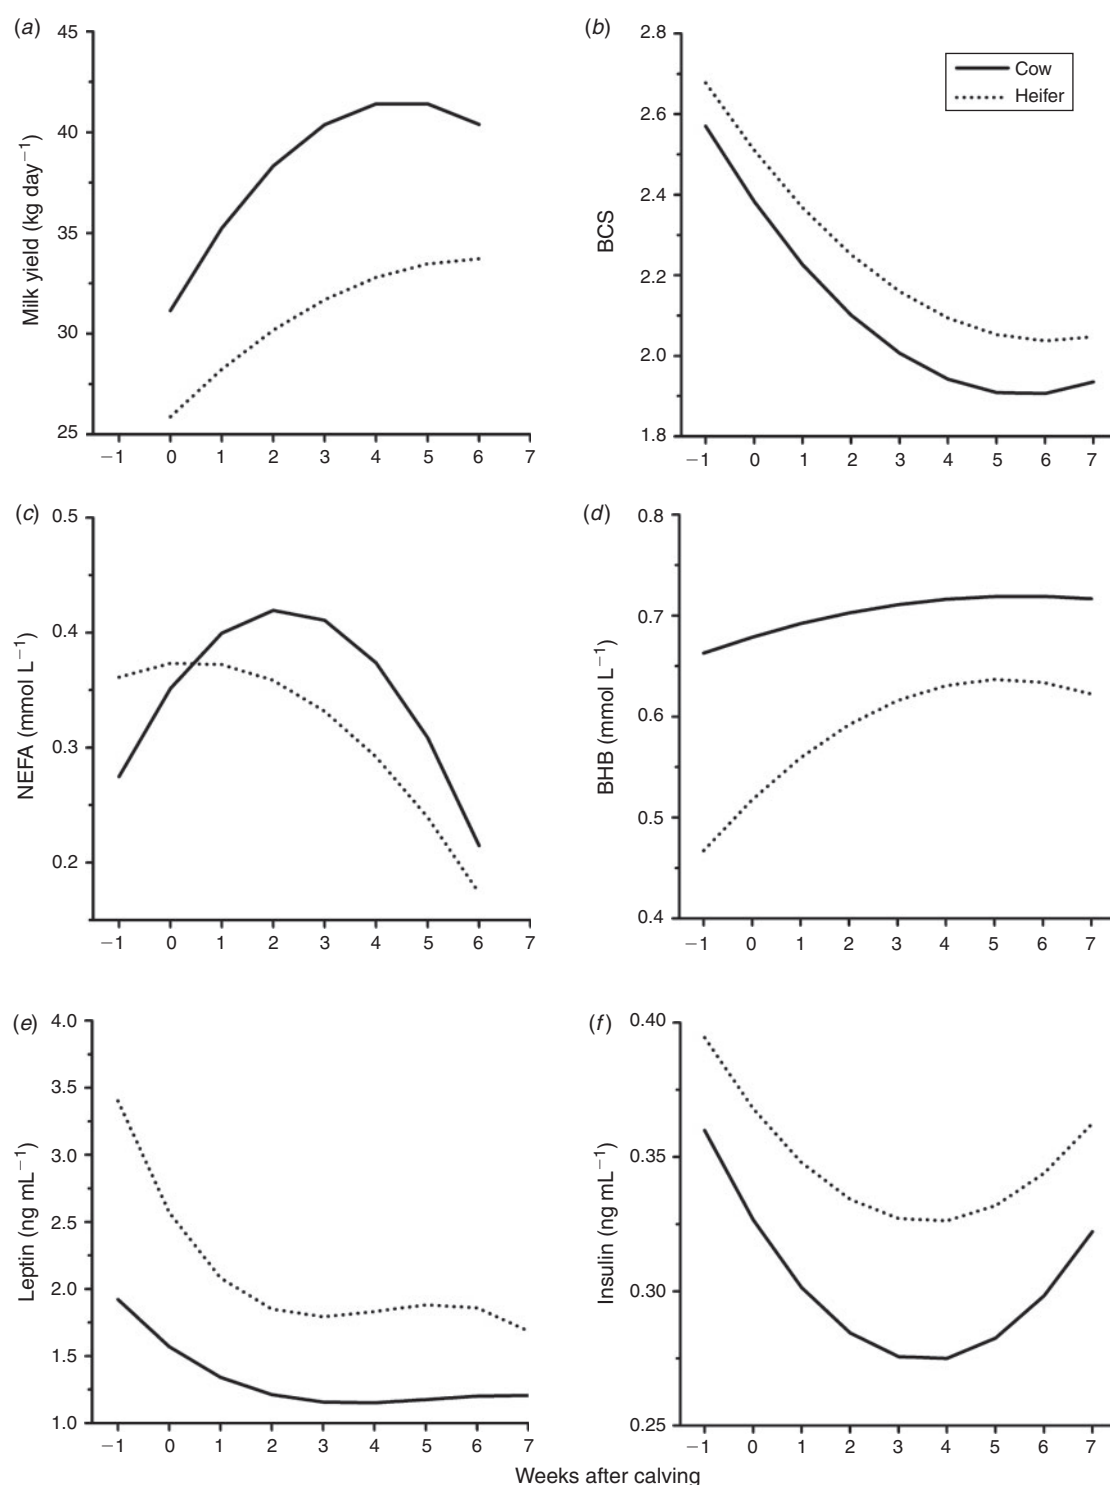 (a)
Milk yield (kg day−1)
45
40
35
30
25
−1 0 1 2 3 4 5 6 7
(b)
BCS
2.8
2.6
2.4
2.2
2.0
1.8
Cow
Heifer
−1 0 1 2 3 4 5 6 7
(c)
NEFA (mmol L−1)
0.5
0.4
0.3
0.2
−1 0 1 2 3 4 5 6 7
(d)
BHB (mmol L−1)
0.8
0.7
0.6
0.5
0.4
−1 0 1 2 3 4 5 6 7
(e)
Leptin (ng mL−1)
4.0
3.5
3.0
2.5
2.0
1.5
1.0
−1 0 1 2 3 4 5 6 7
(f)
Insulin (ng mL−1)
0.40
0.35
0.30
0.25
−1 0 1 2 3 4 5 6 7
Weeks after calving